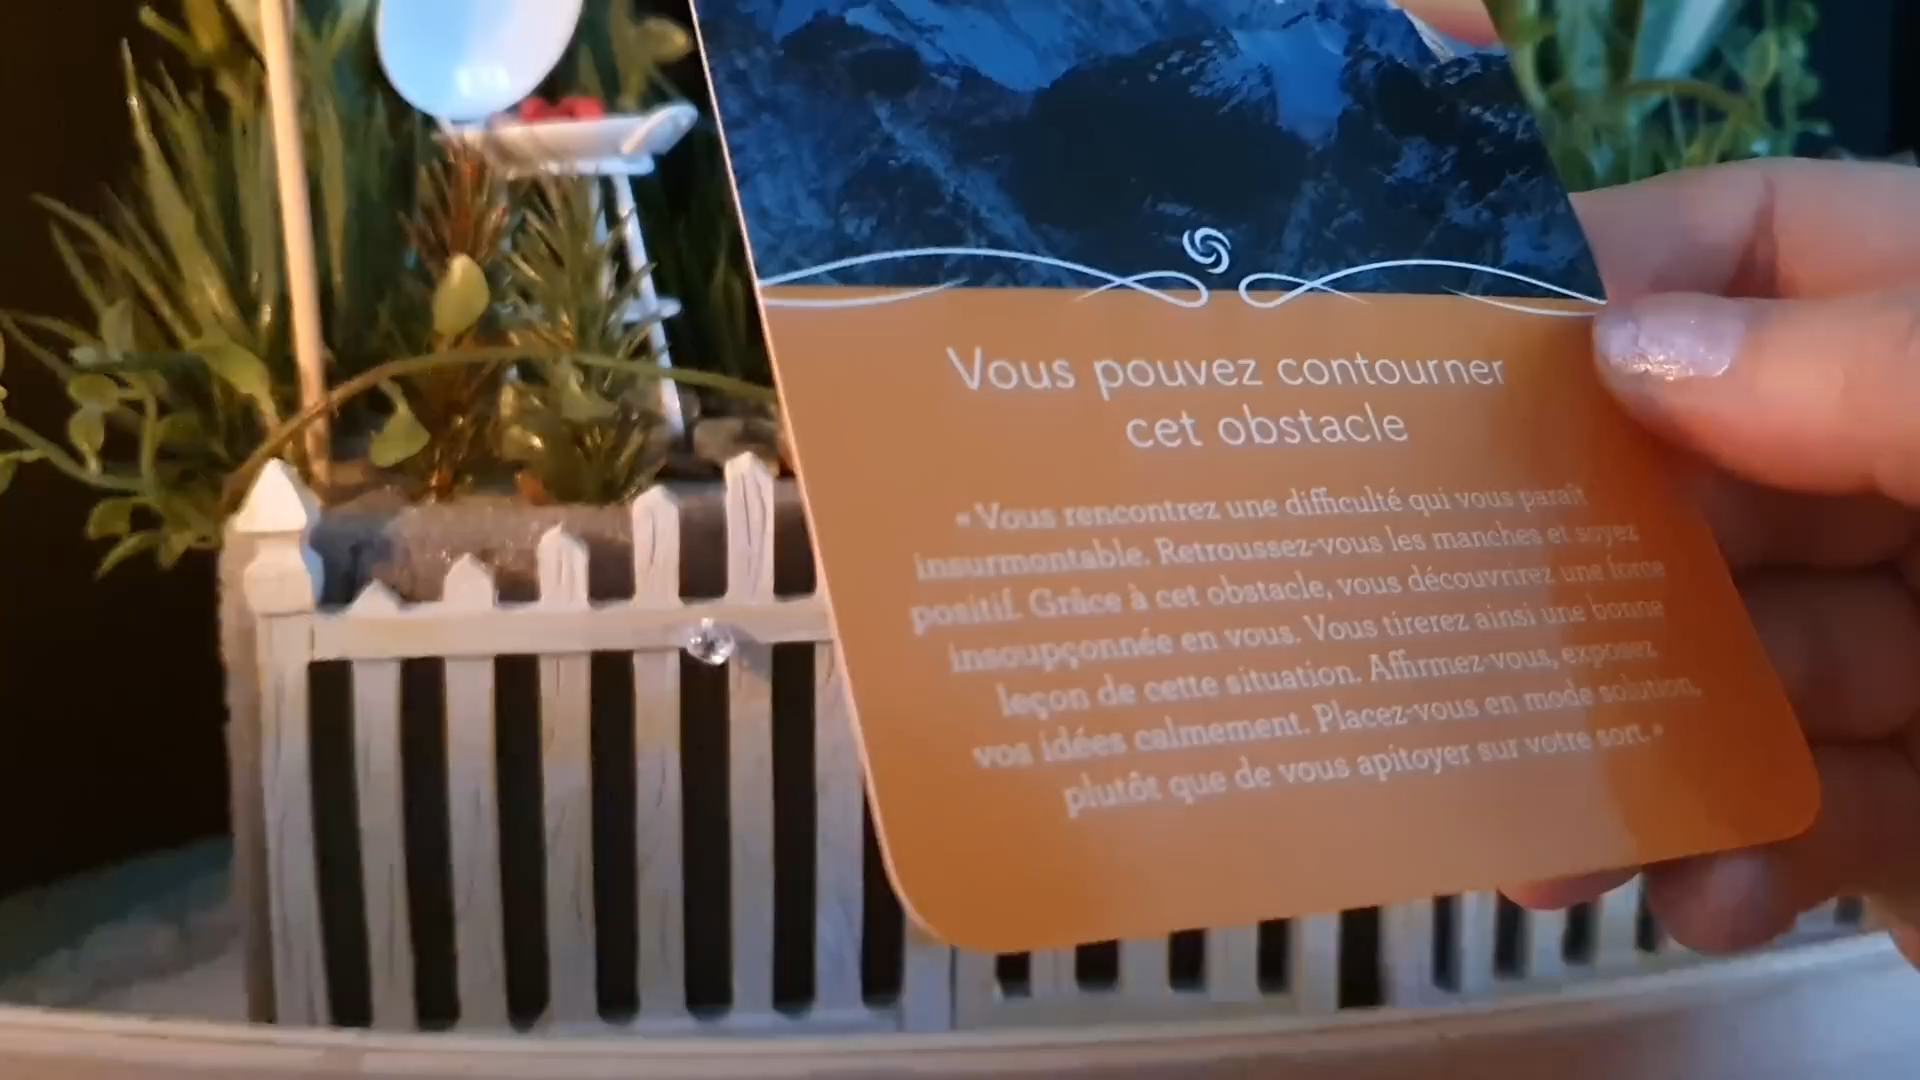 Vous pouvez contourner
cet obstacle
« Vous rencontrez une difficulté qui vous paraît
insurmontable. Retroussez-vous les manches et soyez
positif. Grâce à cet obstacle, vous découvrirez une force
insoupçonnée en vous. Vous tirerez ainsi une bonne
leçon de cette situation. Affirmez-vous, exposez
vos idées calmement. Placez-vous en mode solution,
plutôt que de vous apitoyer sur votre sort. »